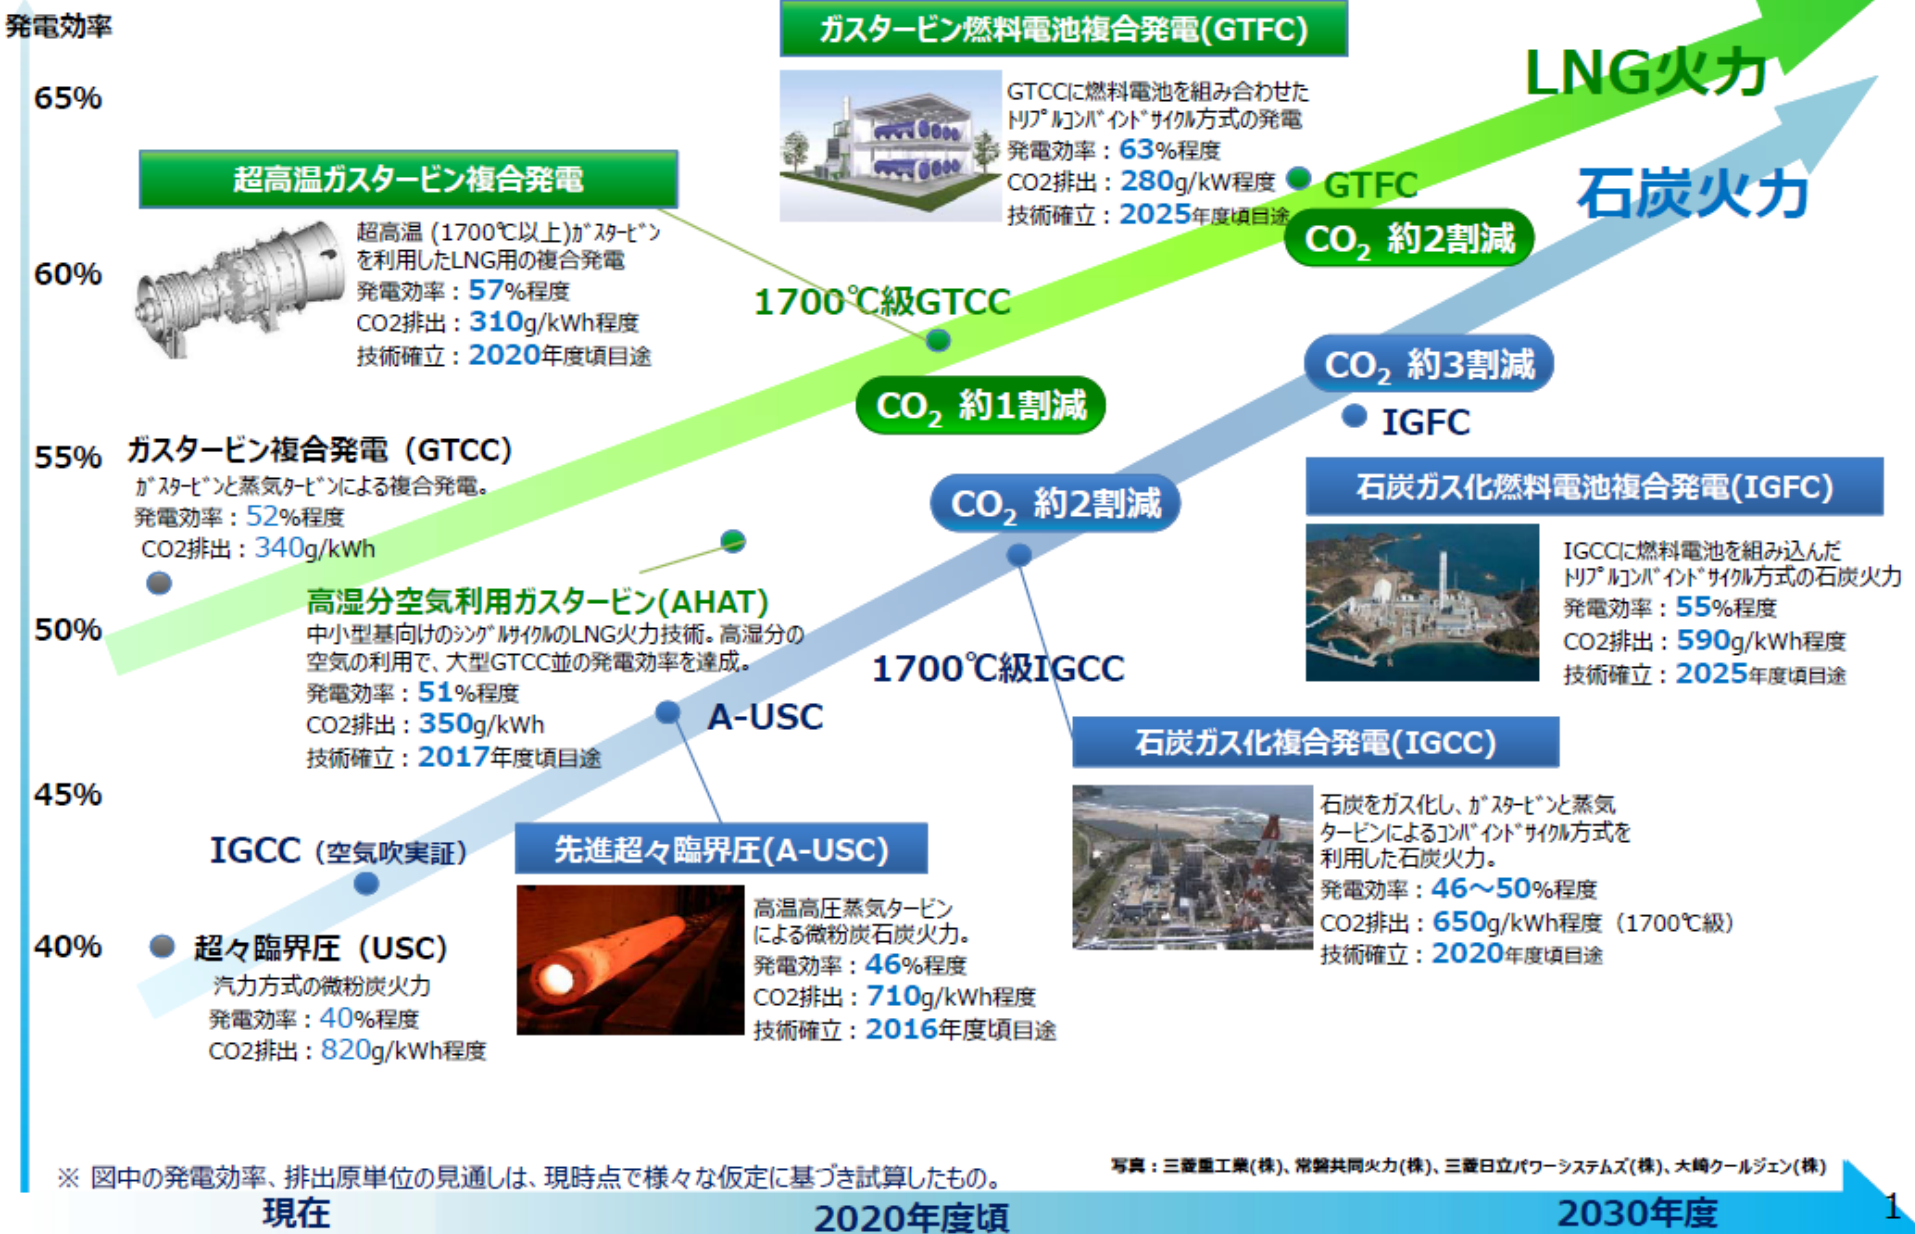 発電効率
65%
60%
55%
50%
45%
40%
ガスタービン燃料電池複合発電(GTFC)
GTCCに燃料電池を組み合わせた
ﾄﾘﾌﾟﾙｺﾝﾊﾞｲﾝﾄﾞｻｲｸﾙ方式の発電
発電効率：63%程度
CO2排出：280g/kW程度
技術確立：2025年度頃目途
GTFC
LNG火力
石炭火力
CO2 約2割減
超高温ガスタービン複合発電
超高温 (1700℃以上)ｶﾞｽﾀｰﾋﾞﾝ
を利用したLNG用の複合発電
発電効率：57%程度
CO2排出：310g/kWh程度
技術確立：2020年度頃目途
1700℃級GTCC
CO2 約1割減
CO2 約3割減
IGFC
ガスタービン複合発電（GTCC）
ｶﾞｽﾀｰﾋﾞﾝと蒸気ﾀｰﾋﾞﾝによる複合発電。
発電効率：52%程度
CO2排出：340g/kWh
CO2 約2割減
石炭ガス化燃料電池複合発電(IGFC)
IGCCに燃料電池を組み込んだ
ﾄﾘﾌﾟﾙｺﾝﾊﾞｲﾝﾄﾞｻｲｸﾙ方式の石炭火力
発電効率：55%程度
CO2排出：590g/kWh程度
技術確立：2025年度頃目途
高湿分空気利用ガスタービン(AHAT)
中小型基向けのｼﾝｸﾞﾙｻｲｸﾙのLNG火力技術。高湿分の
空気の利用で、大型GTCC並の発電効率を達成。
発電効率：51%程度
CO2排出：350g/kWh
技術確立：2017年度頃目途
1700℃級IGCC
A-USC
石炭ガス化複合発電(IGCC)
石炭をガス化し、ｶﾞｽﾀｰﾋﾞﾝと蒸気
タービンによるｺﾝﾊﾞｲﾝﾄﾞｻｲｸﾙ方式を
利用した石炭火力。
発電効率：46～50%程度
CO2排出：650g/kWh程度（1700℃級）
技術確立：2020年度頃目途
IGCC（空気吹実証）
先進超々臨界圧(A-USC)
高温高圧蒸気タービン
による微粉炭石炭火力。
発電効率：46%程度
CO2排出：710g/kWh程度
技術確立：2016年度頃目途
超々臨界圧（USC）
汽力方式の微粉炭火力
発電効率：40%程度
CO2排出：820g/kWh程度
※ 図中の発電効率、排出原単位の見通しは、現時点で様々な仮定に基づき試算したもの。
写真：三菱重工業(株)、常磐共同火力(株)、三菱日立パワーシステムズ(株)、大崎クールジェン(株)
現在
2020年度頃
2030年度
1